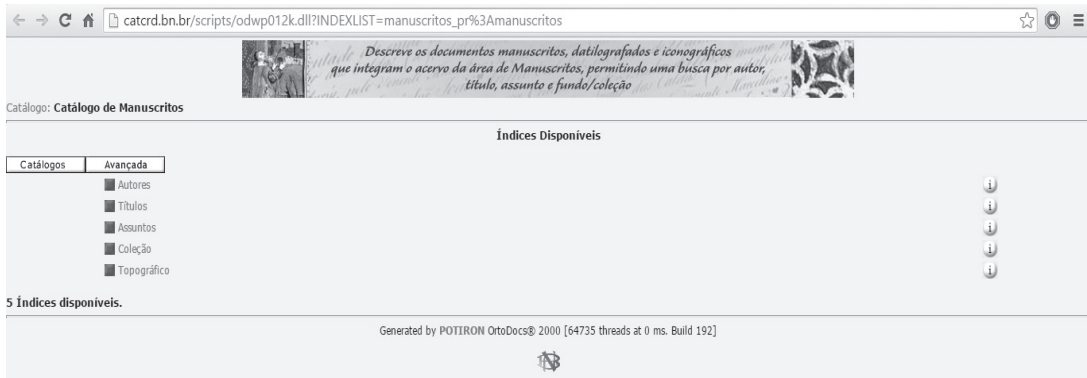 catcrd.bn.br/scripts/odwp012k.dll?INDEXLIST=manuscritos_pr%3Amanuscritos
Descreve os documentos manuscritos, datilografados e iconográficos
que integram o acervo da área de Manuscritos, permitindo uma busca por autor,
título, assunto e fundo/coleção
Catálogo: Catálogo de Manuscritos
Índices Disponíveis
Catálogos Avançada
Autores i
Títulos i
Assuntos i
Coleção i
Topográfico i
5 Índices disponíveis.
Generated by POTIRON OrtoDocs® 2000 [64735 threads at 0 ms. Build 192]